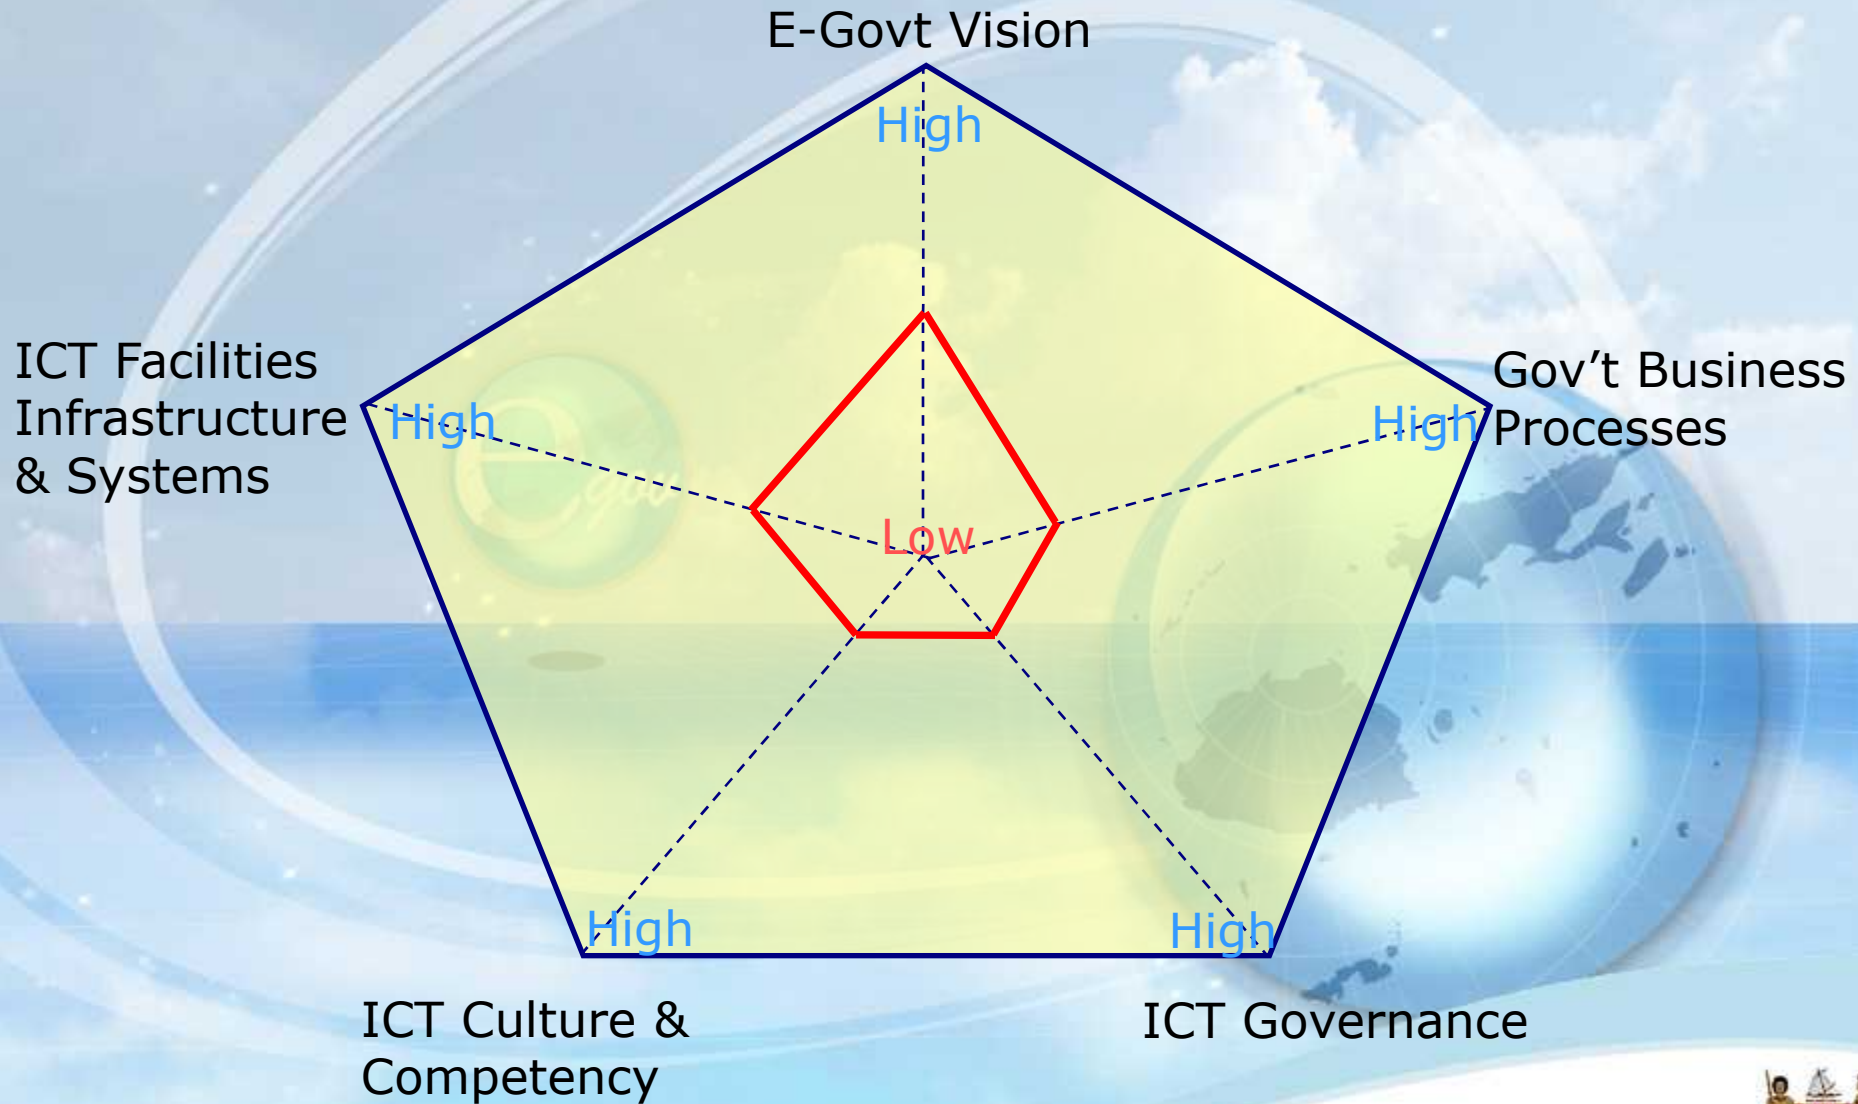 E-Govt Vision
High
ICT Facilities
Infrastructure
& Systems
High
High
Gov’t Business
Processes
egov
Low
High
High
ICT Culture &
Competency
ICT Governance